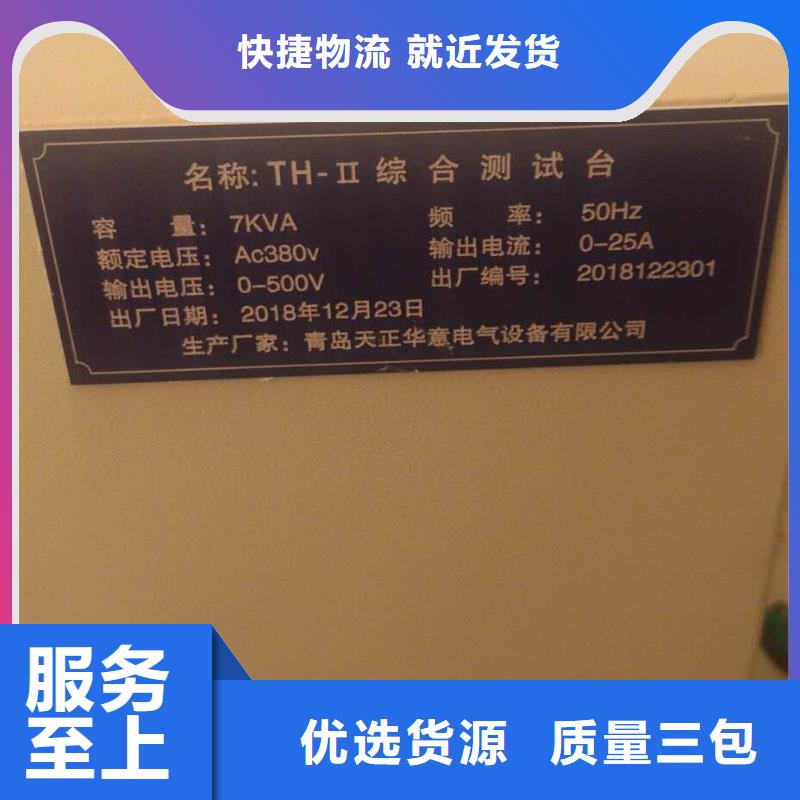 快捷物流 就近发货
名称: TH-Ⅱ 综合测试台
容 量: 7KVA 频 率: 50Hz
额定电压: Ac380v 输出电流: 0-25A
输出电压: 0-500V 出厂编号: 2018122301
出厂日期: 2018年12月23日
生产厂家: 青岛天正华意电气设备有限公司
服务
至上
优选货源 质量三包